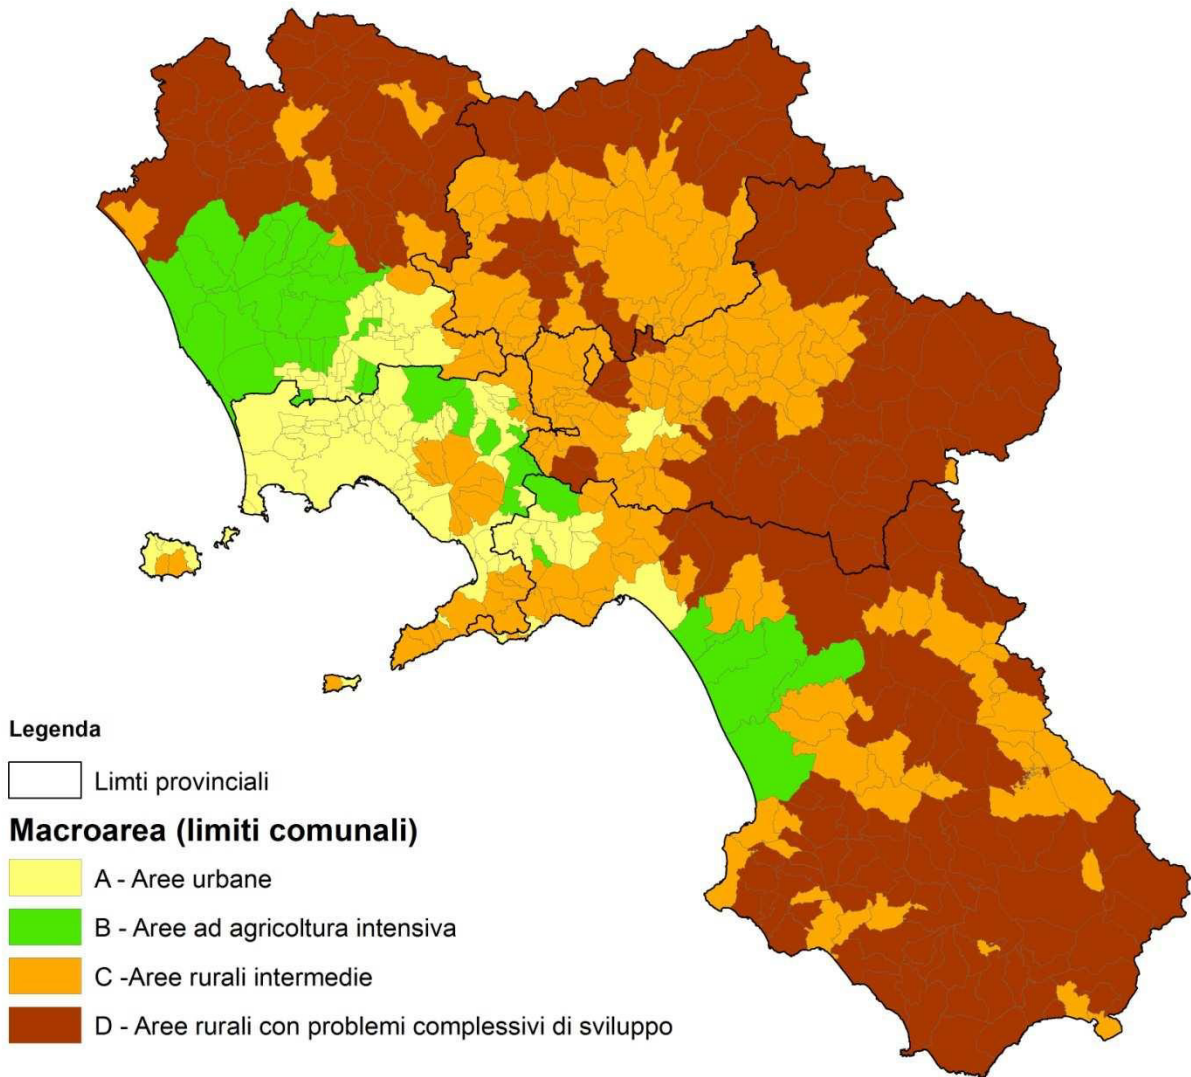 Legenda
Limti provinciali
Macroarea (limiti comunali)
A - Aree urbane
B - Aree ad agricoltura intensiva
C -Aree rurali intermedie
D - Aree rurali con problemi complessivi di sviluppo